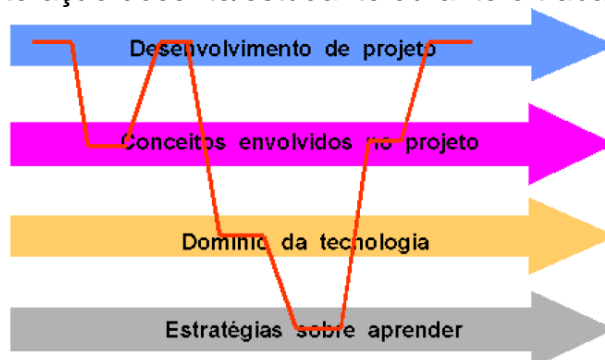 Desenvolvimento de projeto
Conceitos envolvidos no projeto
Domínio da tecnologia
Estratégias sobre aprender